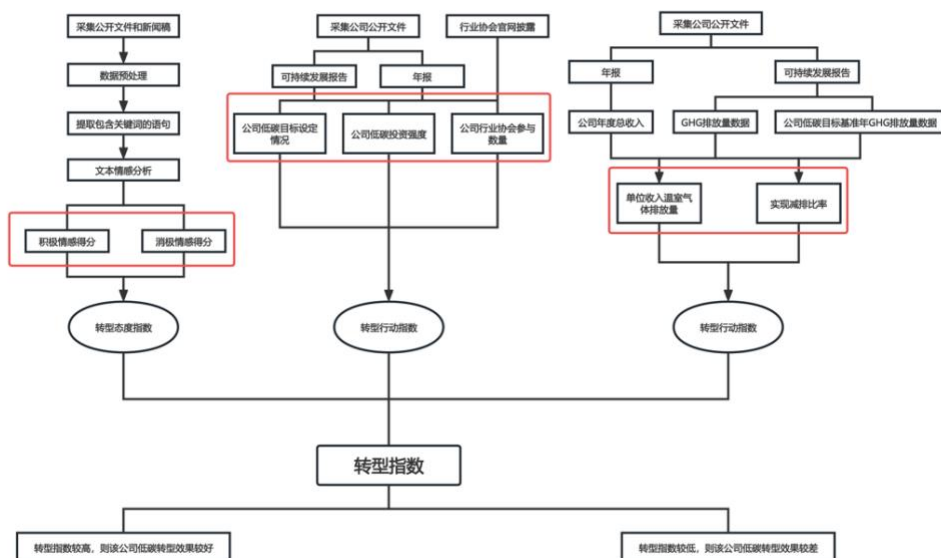 采集公开文件和新闻稿
采集公司公开文件
行业协会官网披露
采集公司公开文件
数据预处理
可持续发展报告
年报
年报
可持续发展报告
提取包含关键词的语句
公司低碳目标设定
情况
公司低碳投资强度
公司行业协会参与
数量
公司年度总收入
GHG排放量数据
公司低碳目标基准年GHG排放量数据
文本情感分析
单位收入温室气
体排放量
实现减排比率
积极情感得分
消极情感得分
转型态度指数
转型行动指数
转型行动指数
转型指数
转型指数较高，则该公司低碳转型效果较好
转型指数较低，则该公司低碳转型效果较差